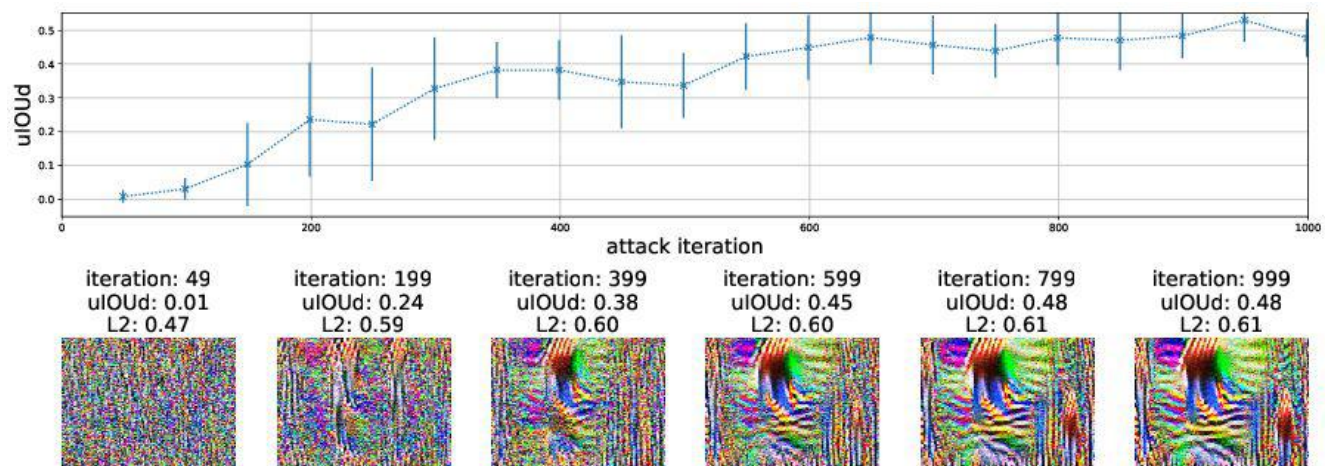 0.5
0.4
0.3
0.2
0.1
0.0
uIOUd
0 200 400 600 800 1000
attack iteration
iteration: 49 iteration: 199 iteration: 399 iteration: 599 iteration: 799 iteration: 999
uIOUd: 0.01 uIOUd: 0.24 uIOUd: 0.38 uIOUd: 0.45 uIOUd: 0.48 uIOUd: 0.48
L2: 0.47 L2: 0.59 L2: 0.60 L2: 0.60 L2: 0.61 L2: 0.61